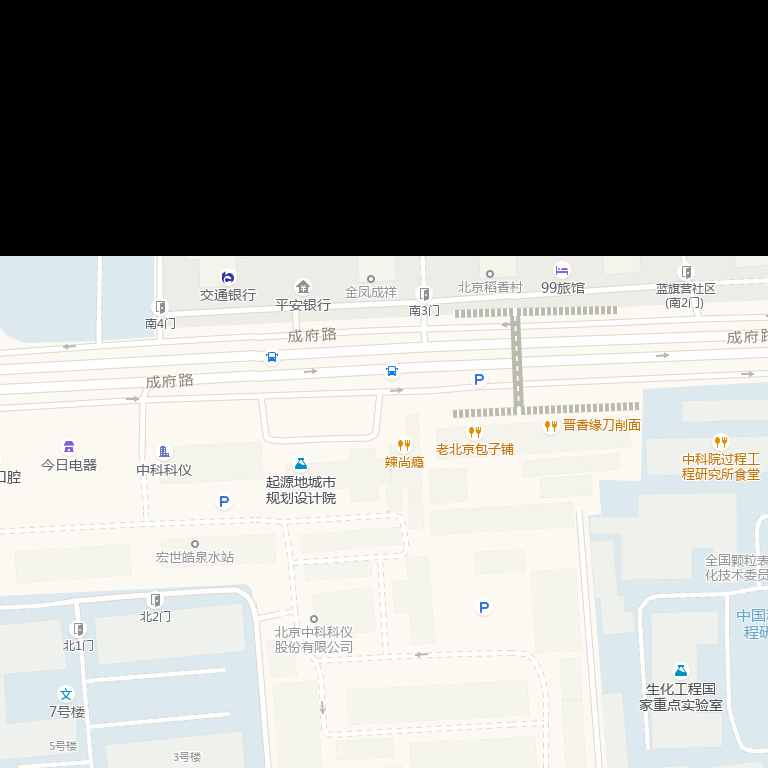 交通银行
平安银行
金凤成祥
北京稻香村
99旅馆
蓝旗营社区
(南2门)
南4门
南3门
成府路
成府路
成府路
P
今日电器
口腔
中科科仪
起源地城市
规划设计院
辣尚瘾
老北京包子铺
晋香缘刀削面
中科院过程工
程研究所食堂
P
宏世皓泉水站
全国颗粒表
化技术委员
北2门
北1门
P
北京中科科仪
股份有限公司
中国科
程研
文
7号楼
生化工程国
家重点实验室
5号楼
3号楼